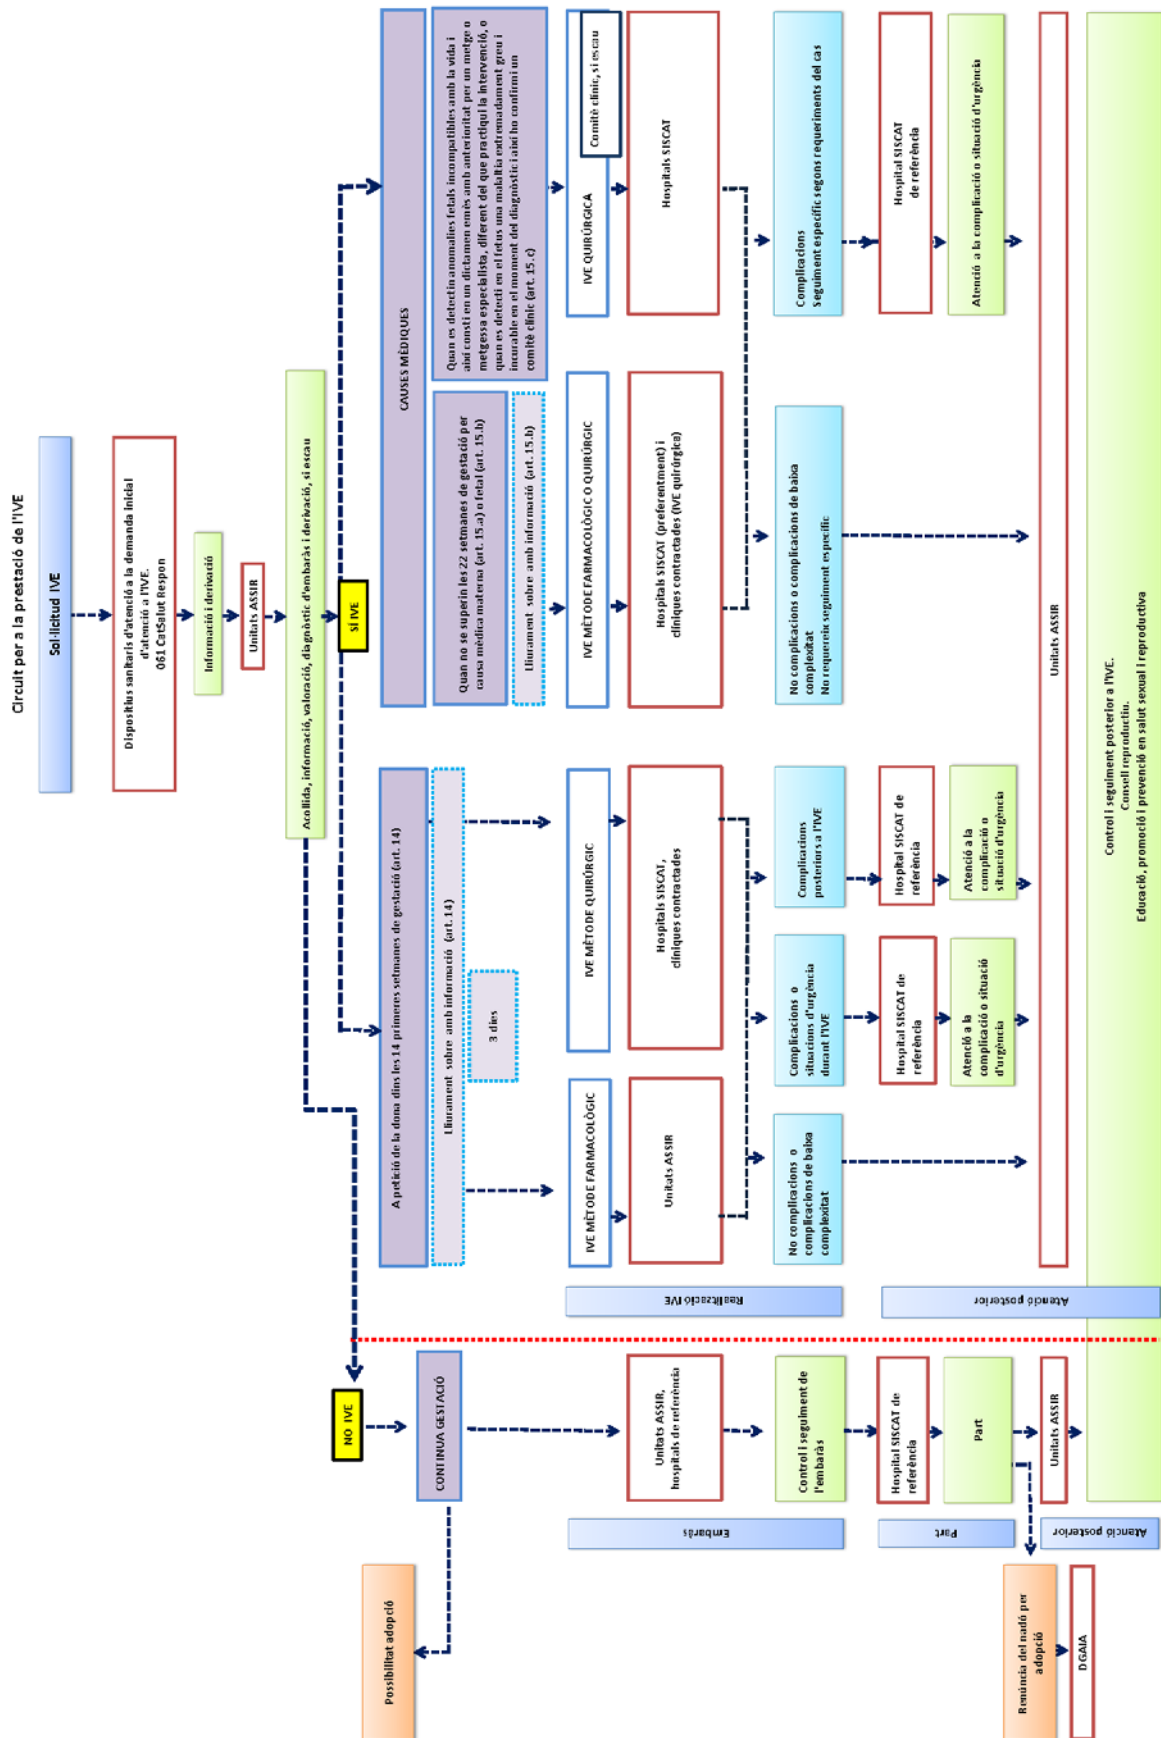 Circuit per a la prestació de l'IVE
Sol·licitud IVE
Dispositius sanitaris d'atenció a la demanda inicial
d'atenció a l'IVE.
061 CatSalut Respon
Informació i derivació
Unitats ASSIR
Acollida, informació, valoració, diagnòstic d'embaràs i derivació, si escau
NO IVE
SÍ IVE
Possibilitat adopció
CONTINUA GESTACIÓ
A petició de la dona dins les 14 primeres setmanes de gestació (art. 14)
Lliurament sobre amb informació (art. 14)
3 dies
CAUSES MÈDIQUES
Quan no se superin les 22 setmanes de gestació per
causa mèdica materna (art. 15.a) o fetal (art. 15.b)
Lliurament sobre amb informació (art. 15.b)
Quan es detectin anomalies fetals incompatibles amb la vida i
així consti en un dictamen emès amb anterioritat per un metge o
metgessa especialista, diferent del que practiqui la intervenció, o
quan es detecti en el fetus una malaltia extremadament greu i
incurable en el moment del diagnòstic i així ho confirmi un
comitè clínic (art. 15.c)
Embaràs
Realització IVE
IVE MÈTODE FARMACOLÒGIC
IVE MÈTODE QUIRÚRGIC
IVE MÈTODE FARMACOLÒGIC O QUIRÚRGIC
IVE QUIRÚRGICA
Comitè clínic, si escau
Unitats ASSIR,
hospitals de referència
Unitats ASSIR
Hospitals SISCAT,
clíniques contractades
Hospitals SISCAT (preferentment) i
clíniques contractades (IVE quirúrgica)
Hospitals SISCAT
Control i seguiment de
l'embaràs
No complicacions o
complicacions de baixa
complexitat
Complicacions o
situacions d'urgència
durant l'IVE
Complicacions
posteriors a l'IVE
No complicacions o complicacions de baixa
complexitat
No requereix seguiment específic
Complicacions
Seguiment específic segons requeriments del cas
Part
Atenció posterior
Hospital SISCAT de
referència
Hospital SISCAT de
referència
Hospital SISCAT de
referència
Hospital SISCAT
de referència
Part
Atenció a la
complicació o situació
d'urgència
Atenció a la
complicació o
situació d'urgència
Atenció a la complicació o situació d'urgència
Renúncia del nadó per
adopció
DGAIA
Atenció posterior
Unitats ASSIR
Unitats ASSIR
Control i seguiment posterior a l'IVE.
Consell reproductiu.
Educació, promoció i prevenció en salut sexual i reproductiva